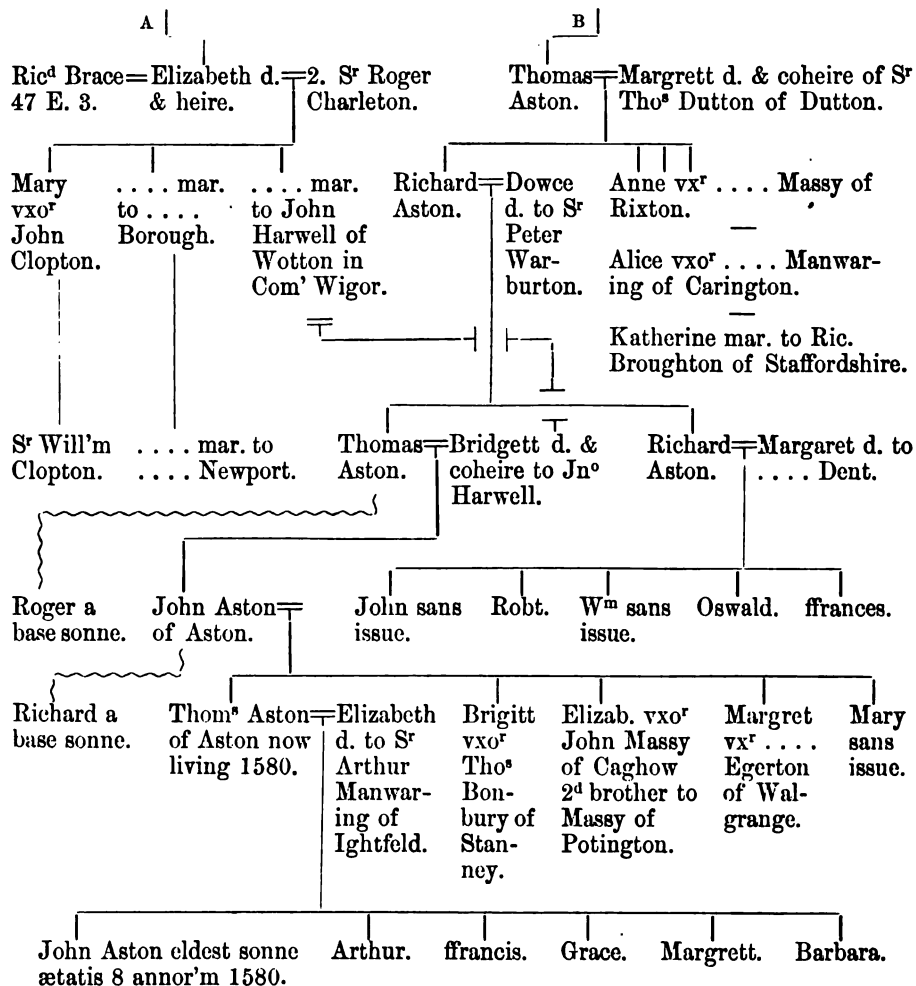 A B
Ricᵈ Brace = Elizabeth d. = 2. Sʳ Roger
47 E. 3. & heire. Charleton.
Thomas = Margrett d. & coheire of Sʳ
Aston. Thoˢ Dutton of Dutton.
Mary
vxoʳ
John
Clopton.
. . . . mar.
to . . . .
Borough.
. . . . mar.
to John
Harwell of
Wotton in
Com' Wigor.
Richard = Dowce
Aston. d. to Sʳ
Peter
War-
burton.
Anne vxʳ . . . . Massy of
Rixton.
Alice vxoʳ . . . . Manwar-
ing of Carington.
Katherine mar. to Ric.
Broughton of Staffordshire.
Sʳ Will'm
Clopton.
. . . . mar. to
. . . . Newport.
Thomas = Bridgett d. &
Aston. coheire to Jnᵒ
Harwell.
Richard = Margaret d. to
Aston. . . . . Dent.
Roger a
base sonne.
John Aston =
of Aston.
John sans
issue.
Robt.
Wᵐ sans
issue.
Oswald.
ffrances.
Richard a
base sonne.
Thomˢ Aston = Elizabeth
of Aston now d. to Sʳ
living 1580. Arthur
Manwar-
ing of
Ightfeld.
Brigitt
vxoʳ
Thoˢ
Bon-
bury of
Stan-
ney.
Elizab. vxoʳ
John Massy
of Caghow
2ᵈ brother to
Massy of
Potington.
Margret
vxʳ . . . .
Egerton
of Wal-
grange.
Mary
sans
issue.
John Aston eldest sonne
ætatis 8 annor'm 1580.
Arthur.
ffrancis.
Grace.
Margrett.
Barbara.